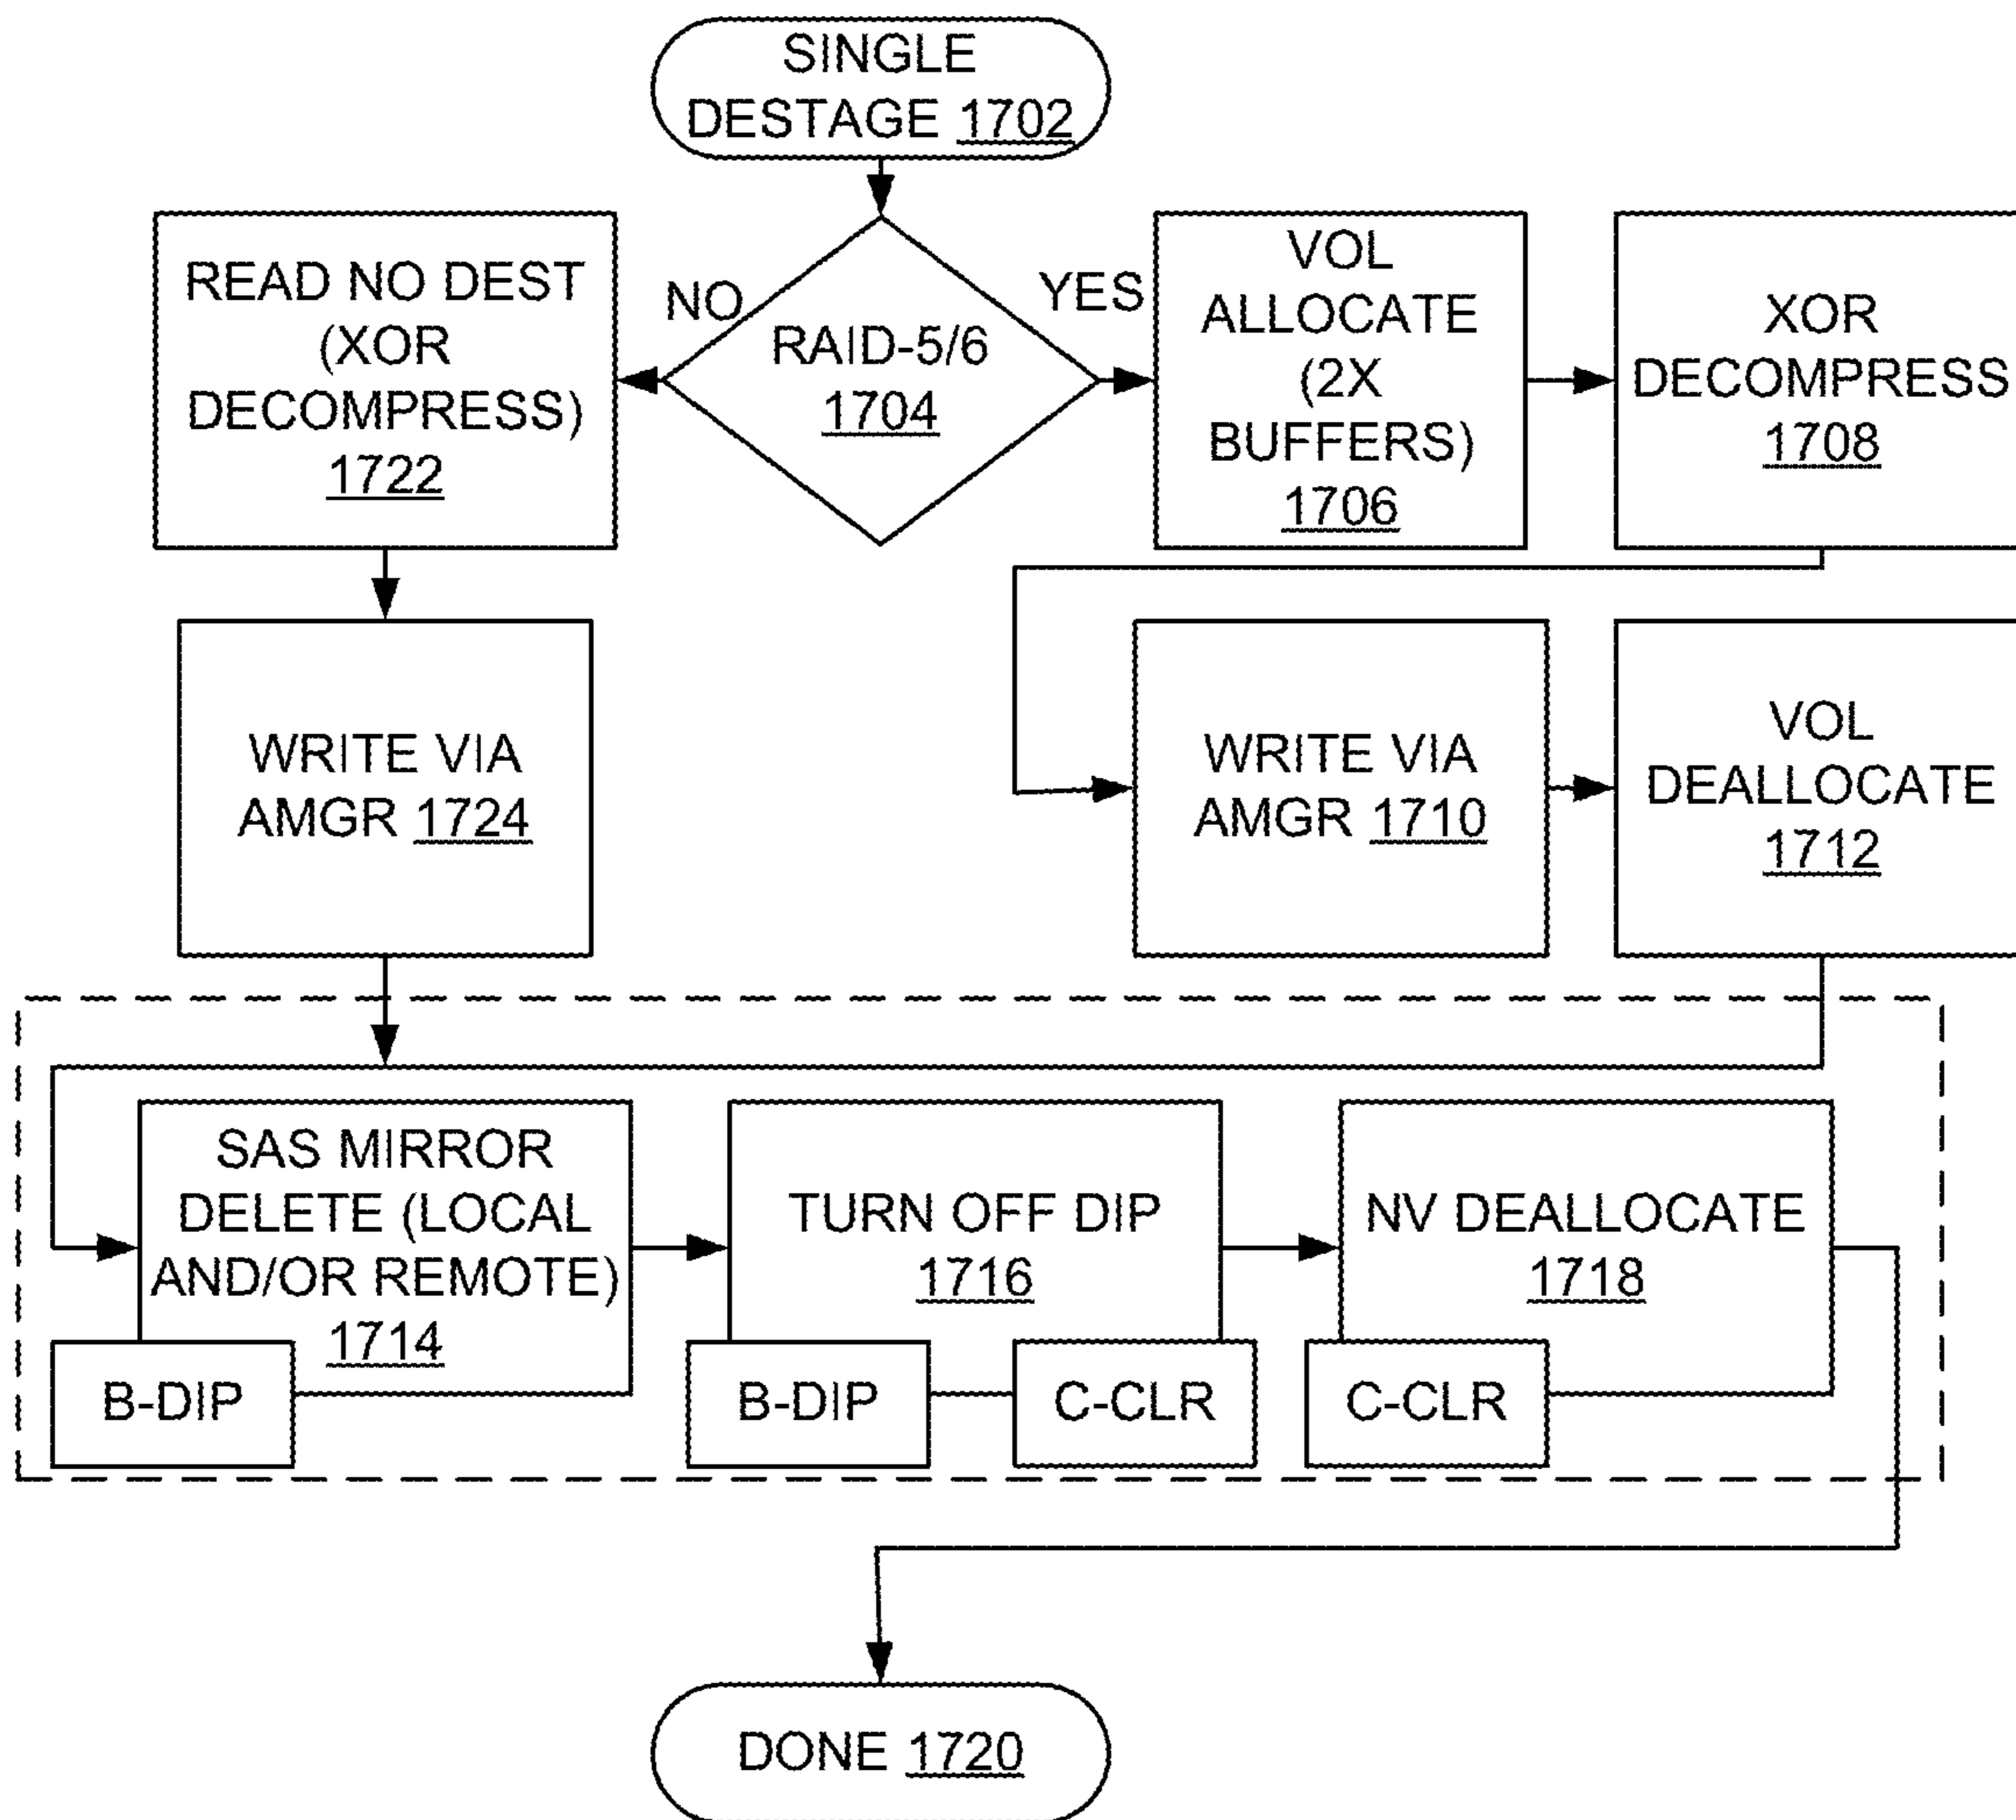 SINGLE
DESTAGE 1702
READ NO DEST
(XOR
DECOMPRESS)
1722
NO
RAID-5/6
1704
YES
VOL
ALLOCATE
(2X
BUFFERS)
1706
XOR
DECOMPRESS
1708
WRITE VIA
AMGR 1724
WRITE VIA
AMGR 1710
VOL
DEALLOCATE
1712
SAS MIRROR
DELETE (LOCAL
AND/OR REMOTE)
1714
B-DIP
TURN OFF DIP
1716
B-DIP
C-CLR
NV DEALLOCATE
1718
C-CLR
DONE 1720